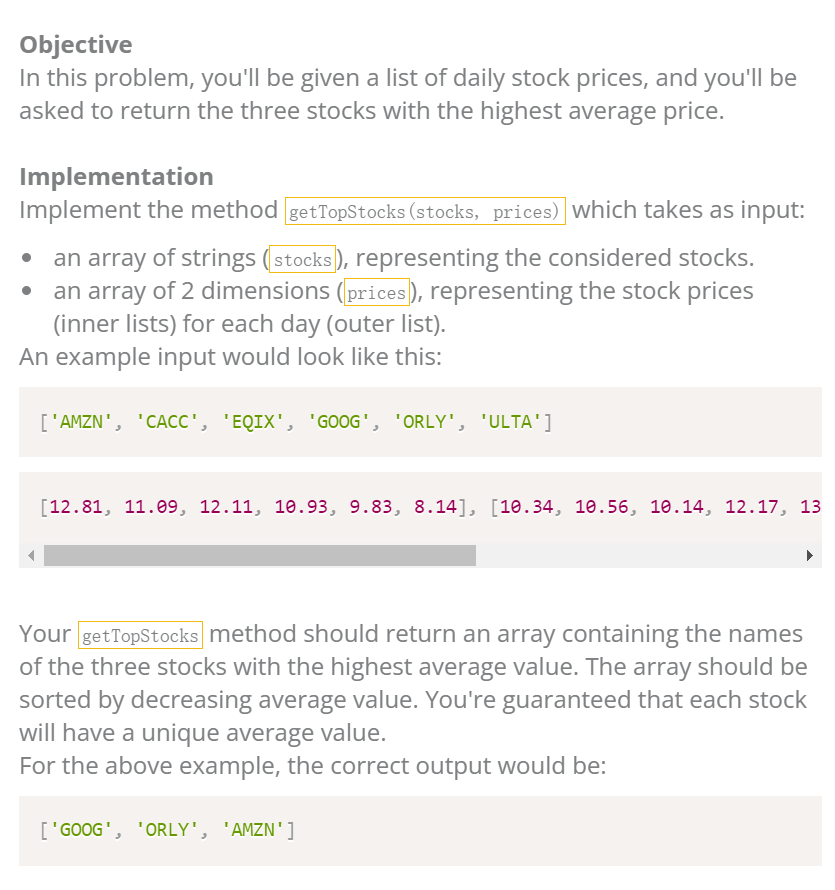 Objective
In this problem, you'll be given a list of daily stock prices, and you'll be
asked to return the three stocks with the highest average price.
Implementation
Implement the method getTopStocks(stocks, prices) which takes as input:
• an array of strings (stocks), representing the considered stocks.
• an array of 2 dimensions (prices), representing the stock prices
(inner lists) for each day (outer list).
An example input would look like this:
['AMZN', 'CACC', 'EQIX', 'GOOG', 'ORLY', 'ULTA']
[12.81, 11.09, 12.11, 10.93, 9.83, 8.14], [10.34, 10.56, 10.14, 12.17, 13
Your getTopStocks method should return an array containing the names
of the three stocks with the highest average value. The array should be
sorted by decreasing average value. You're guaranteed that each stock
will have a unique average value.
For the above example, the correct output would be:
['GOOG', 'ORLY', 'AMZN']